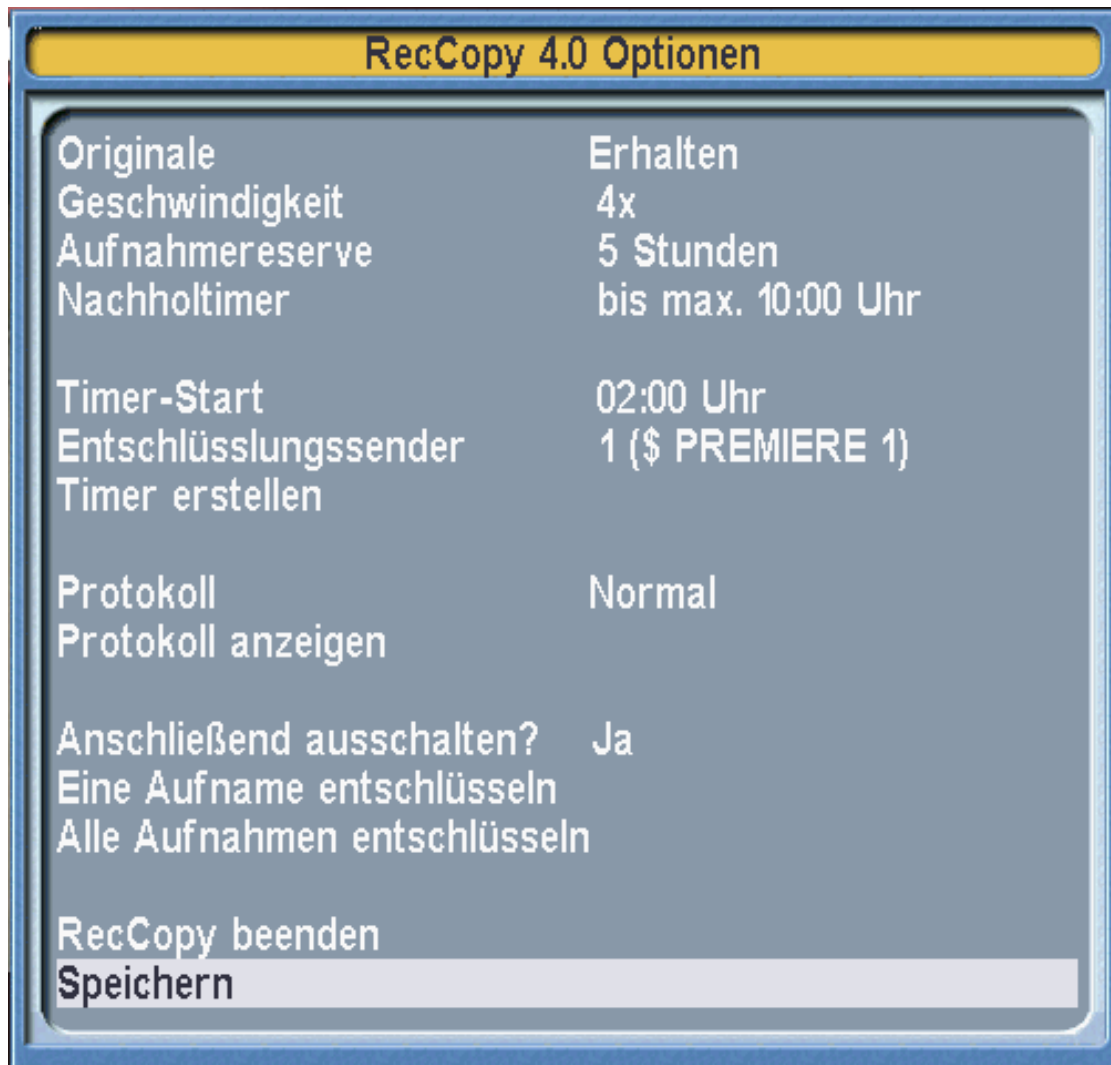 RecCopy 4.0 Optionen
Originale Erhalten
Geschwindigkeit 4x
Aufnahmereserve 5 Stunden
Nachholtimer bis max. 10:00 Uhr
Timer-Start 02:00 Uhr
Entschlüsslungssender 1 ($ PREMIERE 1)
Timer erstellen
Protokoll Normal
Protokoll anzeigen
Anschließend ausschalten? Ja
Eine Aufname entschlüsseln
Alle Aufnahmen entschlüsseln
RecCopy beenden
Speichern